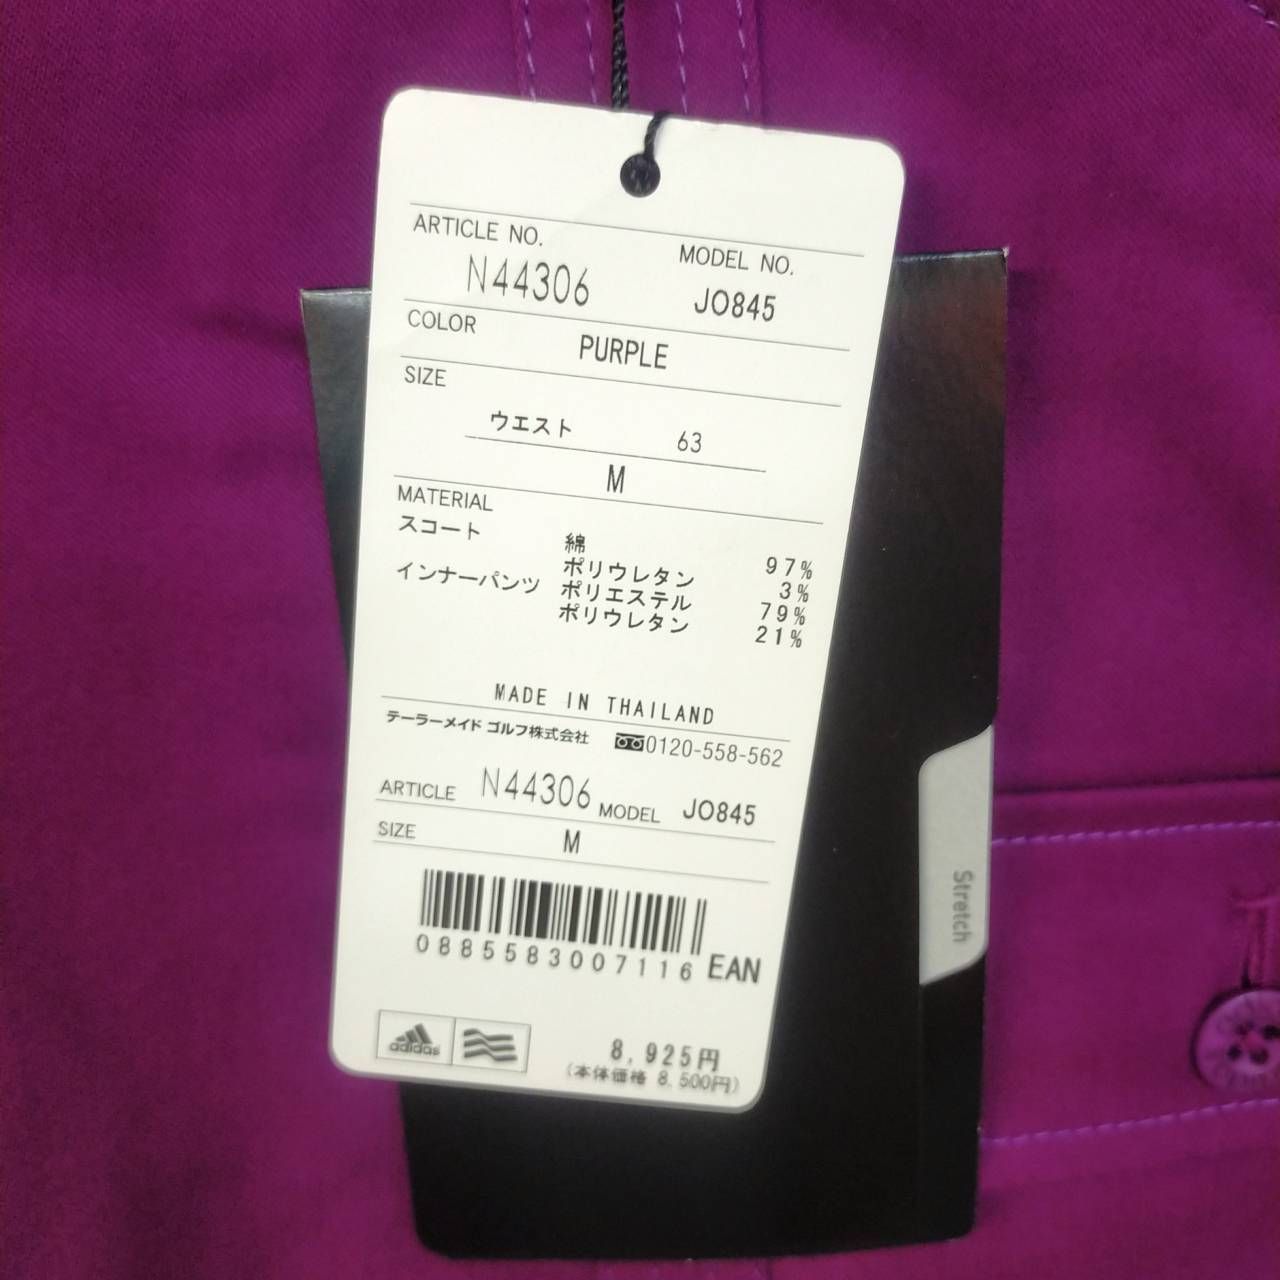 ARTICLE NO. MODEL NO.
N44306 JO845
COLOR PURPLE
SIZE
ウエスト 63
M
MATERIAL
スコート 綿 97%
ポリウレタン 3%
インナーパンツ ポリエステル 79%
ポリウレタン 21%
MADE IN THAILAND
テーラーメイド ゴルフ株式会社 0120-558-562
ARTICLE N44306 MODEL JO845
SIZE M
0885583007116 EAN
adidas
8,925円
(本体価格 8,500円)
Stretch